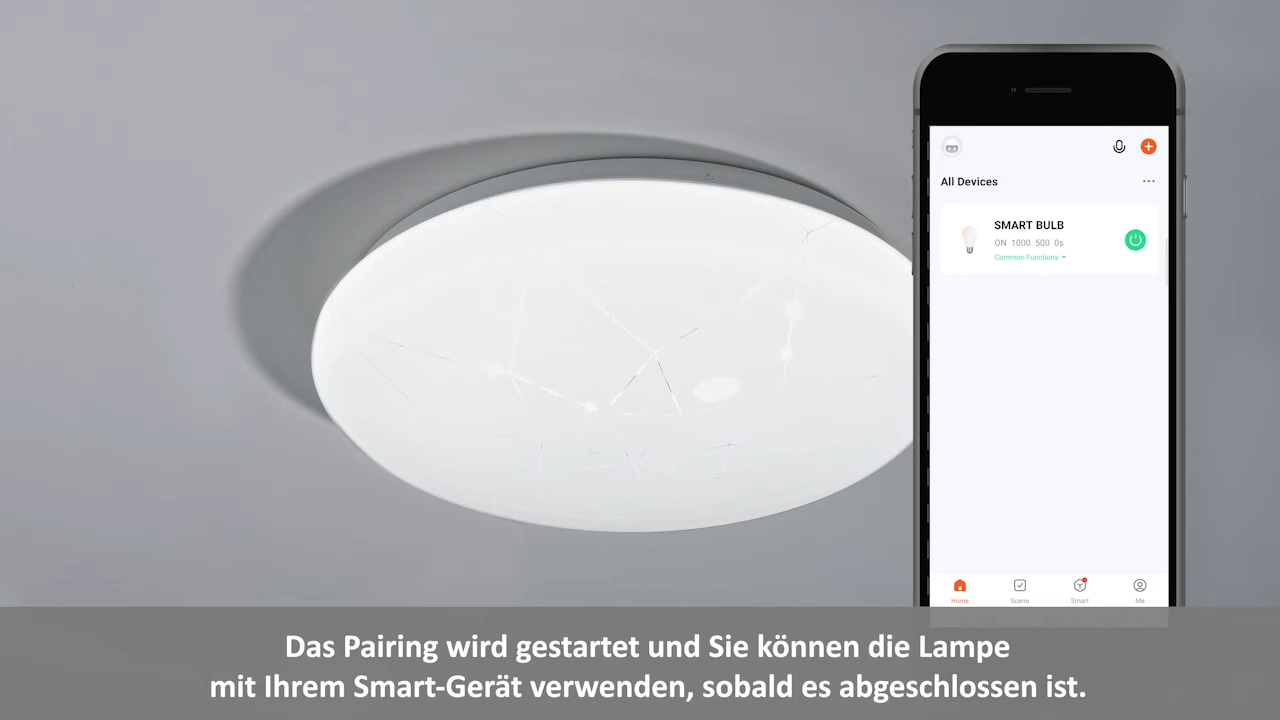 All Devices
SMART BULB
ON 1000 500 0s
Common Functions
Home
Scene
Smart
Me
Das Pairing wird gestartet und Sie können die Lampe
mit Ihrem Smart-Gerät verwenden, sobald es abgeschlossen ist.